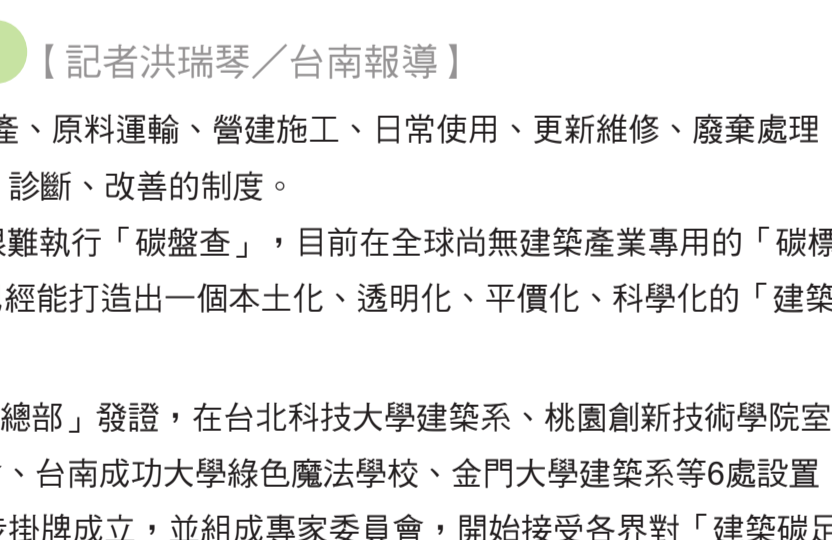 【記者洪瑞琴／台南報導】
產、原料運輸、營建施工、日常使用、更新維修、廢棄處理
診斷、改善的制度。
難執行「碳盤查」，目前在全球尚無建築產業專用的「碳標
經能打造出一個本土化、透明化、平價化、科學化的「建築
總部」發證，在台北科技大學建築系、桃園創新技術學院室
、台南成功大學綠色魔法學校、金門大學建築系等6處設置
掛牌成立，並組成專家委員會，開始接受各界對「建築碳足